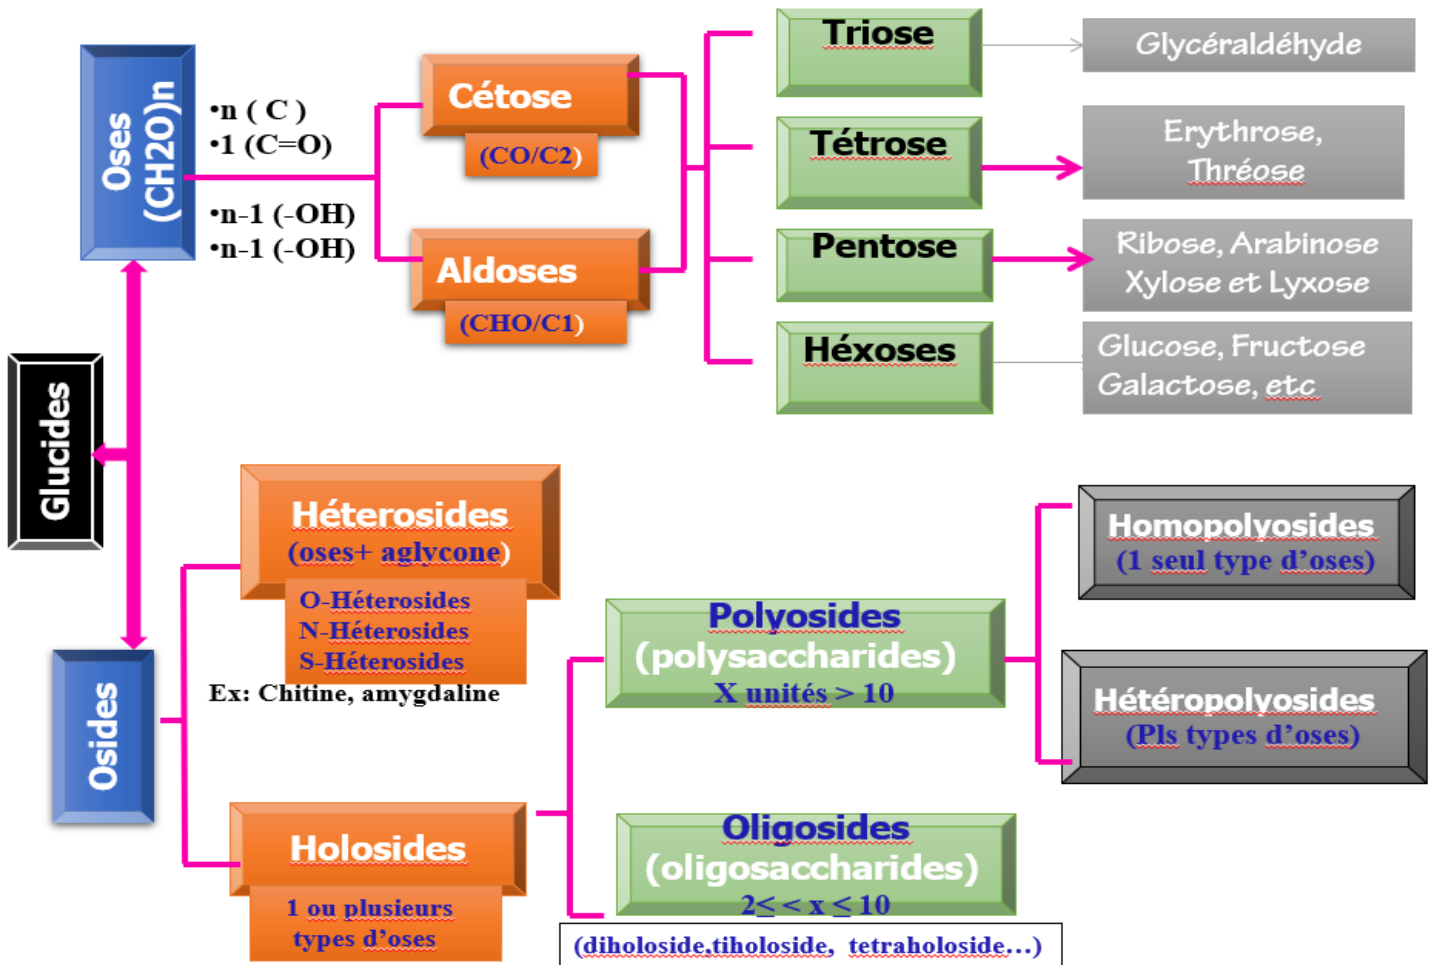 Glucides
Oses
(CH2O)n
•n ( C )
•1 (C=O)
•n-1 (-OH)
•n-1 (-OH)
Cétose
(CO/C2)
Aldoses
(CHO/C1)
Triose
Glycéraldéhyde
Tétrose
Erythrose,
Thréose
Pentose
Ribose, Arabinose
Xylose et Lyxose
Héxoses
Glucose, Fructose
Galactose, etc
Osides
Héterosides
(oses+ aglycone)
O-Héterosides
N-Héterosides
S-Héterosides
Ex: Chitine, amygdaline
Holosides
1 ou plusieurs
types d’oses
Polyosides
(polysaccharides)
X unités > 10
Homopolyosides
(1 seul type d’oses)
Hétéropolyosides
(Pls types d’oses)
Oligosides
(oligosaccharides)
2≤ < x ≤ 10
(diholoside,tiholoside, tetraholoside...)